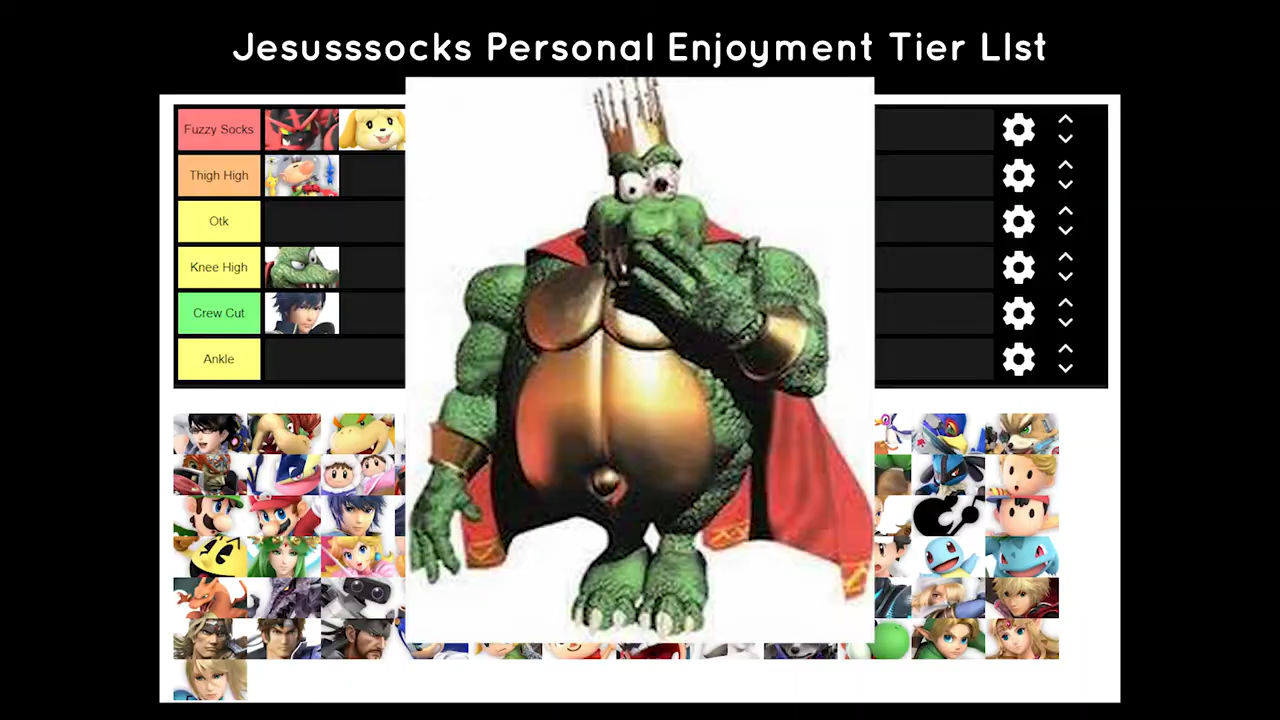 Jesusssocks Personal Enjoyment Tier LIst
Fuzzy Socks
Thigh High
Otk
Knee High
Crew Cut
Ankle